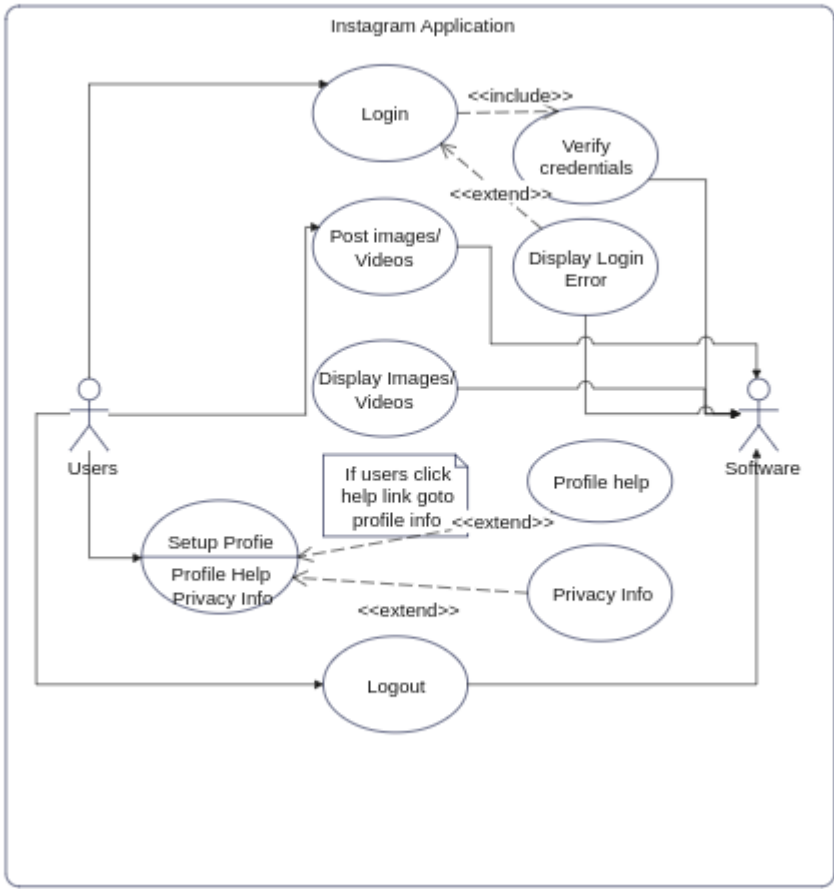 Instagram Application
Login
<<include>>
Verify
credentials
<<extend>>
Post images/
Videos
Display Login
Error
Display Images/
Videos
Users
Software
If users click
help link goto
profile info
Profile help
<<extend>>
Setup Profie
Profile Help
Privacy Info
Privacy Info
<<extend>>
Logout